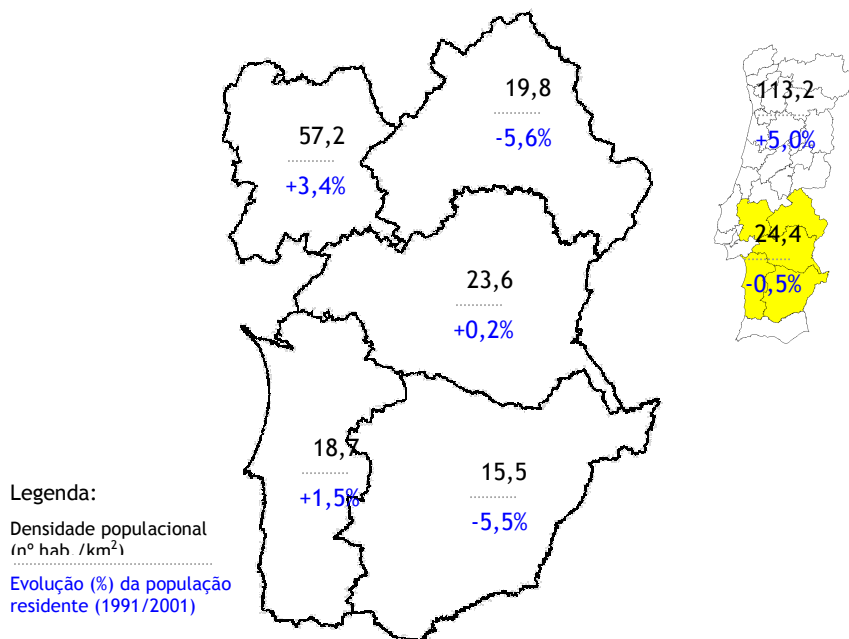 19,8
-5,6%
57,2
+3,4%
113,2
+5,0%
24,4
-0,5%
23,6
+0,2%
18,7
+1,5%
15,5
-5,5%
Legenda:
Densidade populacional
(nº hab./km²)
Evolução (%) da população
residente (1991/2001)